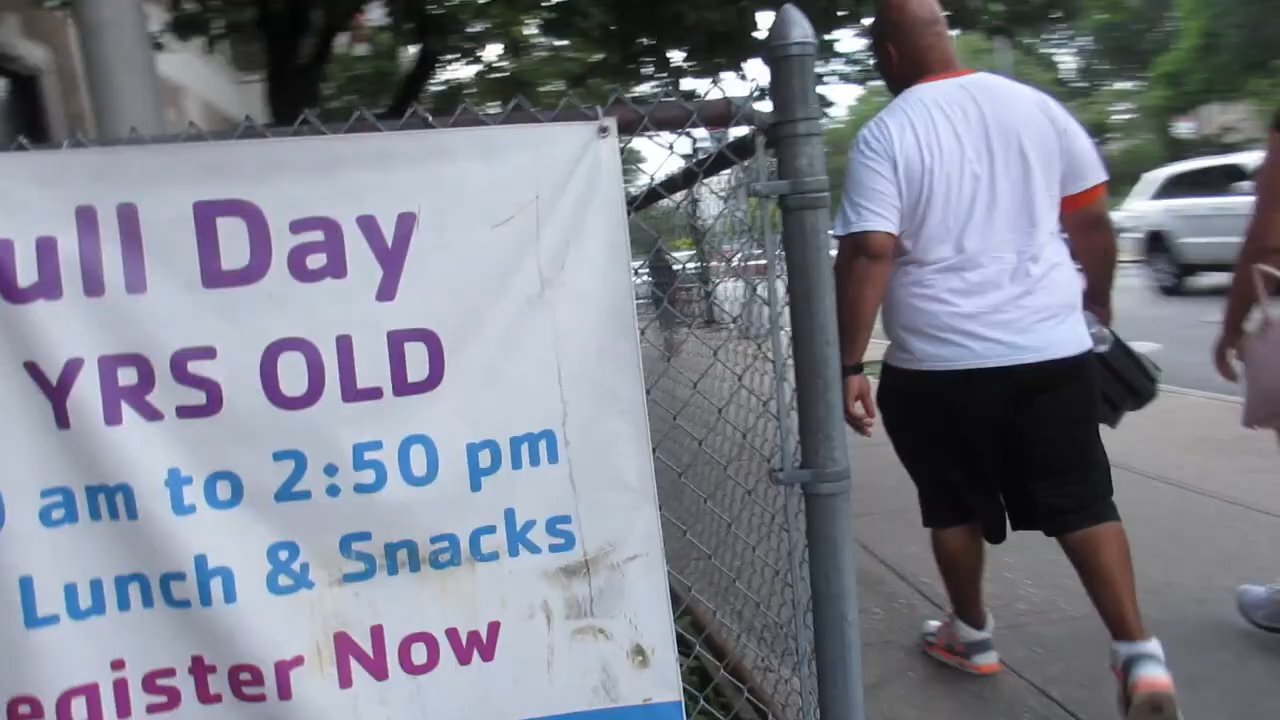 ull Day
YRS OLD
am to 2:50 pm
Lunch & Snacks
egister Now